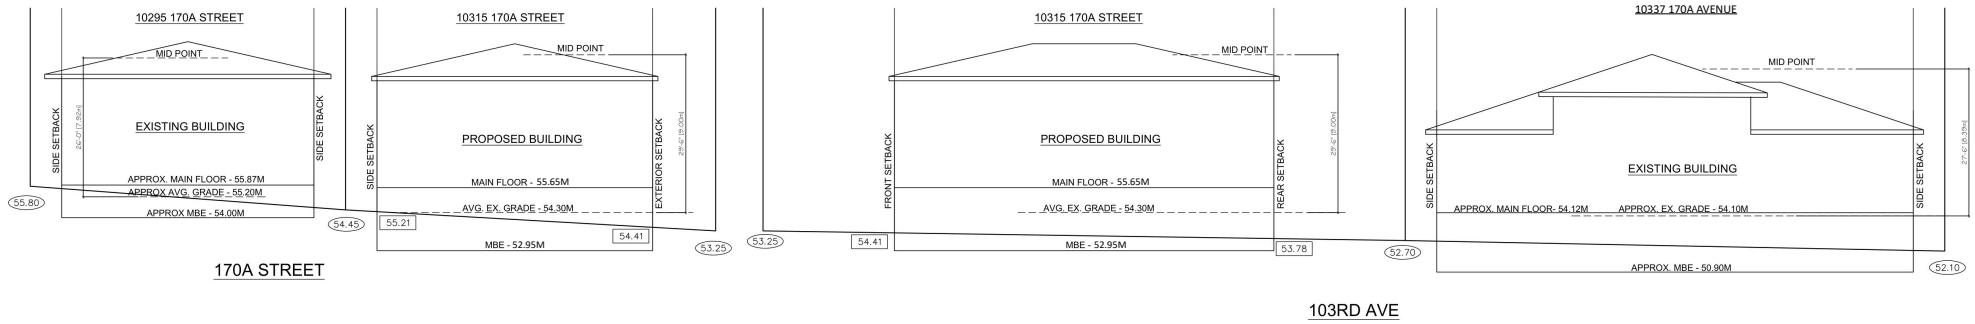 10295 170A STREET
MID POINT
26'-0" [7.92m]
SIDE SETBACK
SIDE SETBACK
EXISTING BUILDING
APPROX. MAIN FLOOR - 55.87M
APPROX AVG. GRADE - 55.20M
APPROX MBE - 54.00M
55.80
54.45
10315 170A STREET
MID POINT
29'-6" [9.00m]
SIDE SETBACK
EXTERIOR SETBACK
PROPOSED BUILDING
MAIN FLOOR - 55.65M
AVG. EX. GRADE - 54.30M
55.21
54.41
MBE - 52.95M
53.25
170A STREET
10315 170A STREET
MID POINT
29'-6" [9.00m]
FRONT SETBACK
REAR SETBACK
PROPOSED BUILDING
MAIN FLOOR - 55.65M
AVG. EX. GRADE - 54.30M
53.25
54.41
MBE - 52.95M
53.78
52.70
10337 170A AVENUE
MID POINT
27'-6" [8.39m]
SIDE SETBACK
SIDE SETBACK
EXISTING BUILDING
APPROX. MAIN FLOOR- 54.12M
APPROX. EX. GRADE - 54.10M
APPROX. MBE - 50.90M
52.10
103RD AVE